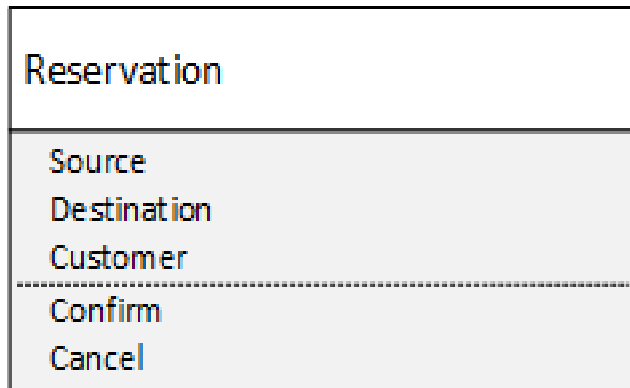 Reservation
Source
Destination
Customer
Confirm
Cancel